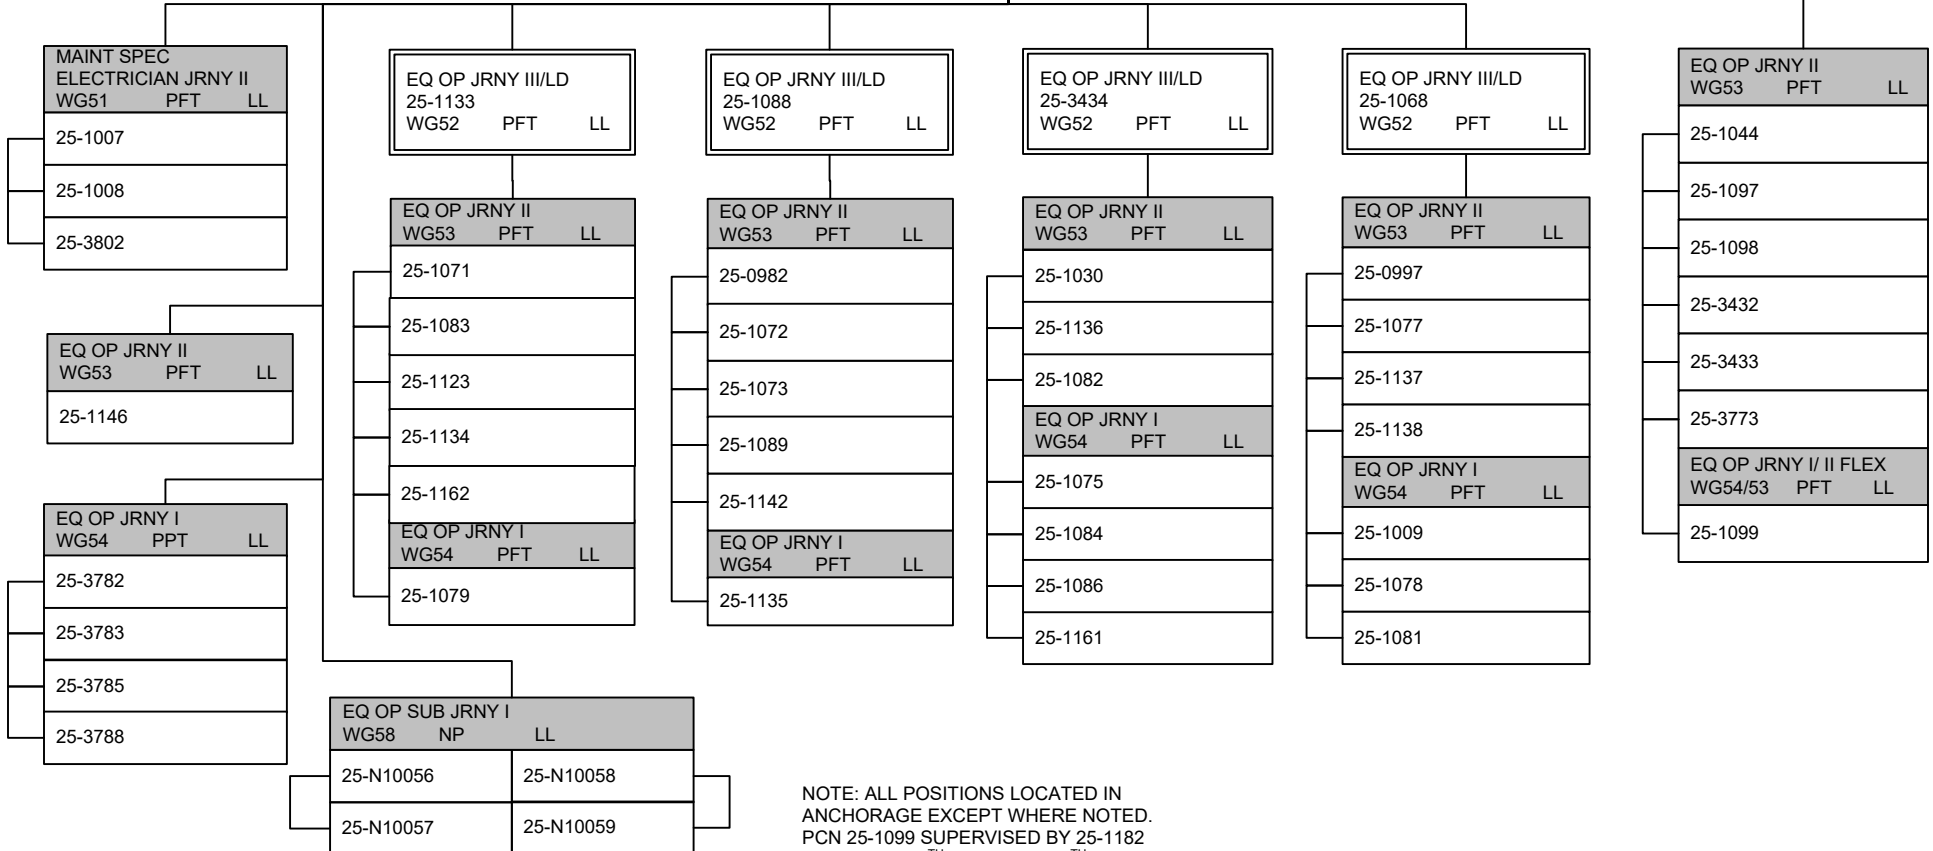 MAINT SPEC
ELECTRICIAN JRNY II
WG51 PFT LL
25-1007
25-1008
25-3802
EQ OP JRNY II
WG53 PFT LL
25-1146
EQ OP JRNY I
WG54 PPT LL
25-3782
25-3783
25-3785
25-3788
EQ OP JRNY III/LD
25-1133
WG52 PFT LL
EQ OP JRNY II
WG53 PFT LL
25-1071
25-1083
25-1123
25-1134
25-1162
EQ OP JRNY I
WG54 PFT LL
25-1079
EQ OP JRNY III/LD
25-1088
WG52 PFT LL
EQ OP JRNY II
WG53 PFT LL
25-0982
25-1072
25-1073
25-1089
25-1142
EQ OP JRNY I
WG54 PFT LL
25-1135
EQ OP JRNY III/LD
25-3434
WG52 PFT LL
EQ OP JRNY II
WG53 PFT LL
25-1030
25-1136
25-1082
EQ OP JRNY I
WG54 PFT LL
25-1075
25-1084
25-1086
25-1161
EQ OP JRNY III/LD
25-1068
WG52 PFT LL
EQ OP JRNY II
WG53 PFT LL
25-0997
25-1077
25-1137
25-1138
EQ OP JRNY I
WG54 PFT LL
25-1009
25-1078
25-1081
EQ OP JRNY II
WG53 PFT LL
25-1044
25-1097
25-1098
25-3432
25-3433
25-3773
EQ OP JRNY I/ II FLEX
WG54/53 PFT LL
25-1099
EQ OP SUB JRNY I
WG58 NP LL
25-N10056 25-N10058
25-N10057 25-N10059
NOTE: ALL POSITIONS LOCATED IN
ANCHORAGE EXCEPT WHERE NOTED.
PCN 25-1099 SUPERVISED BY 25-1182